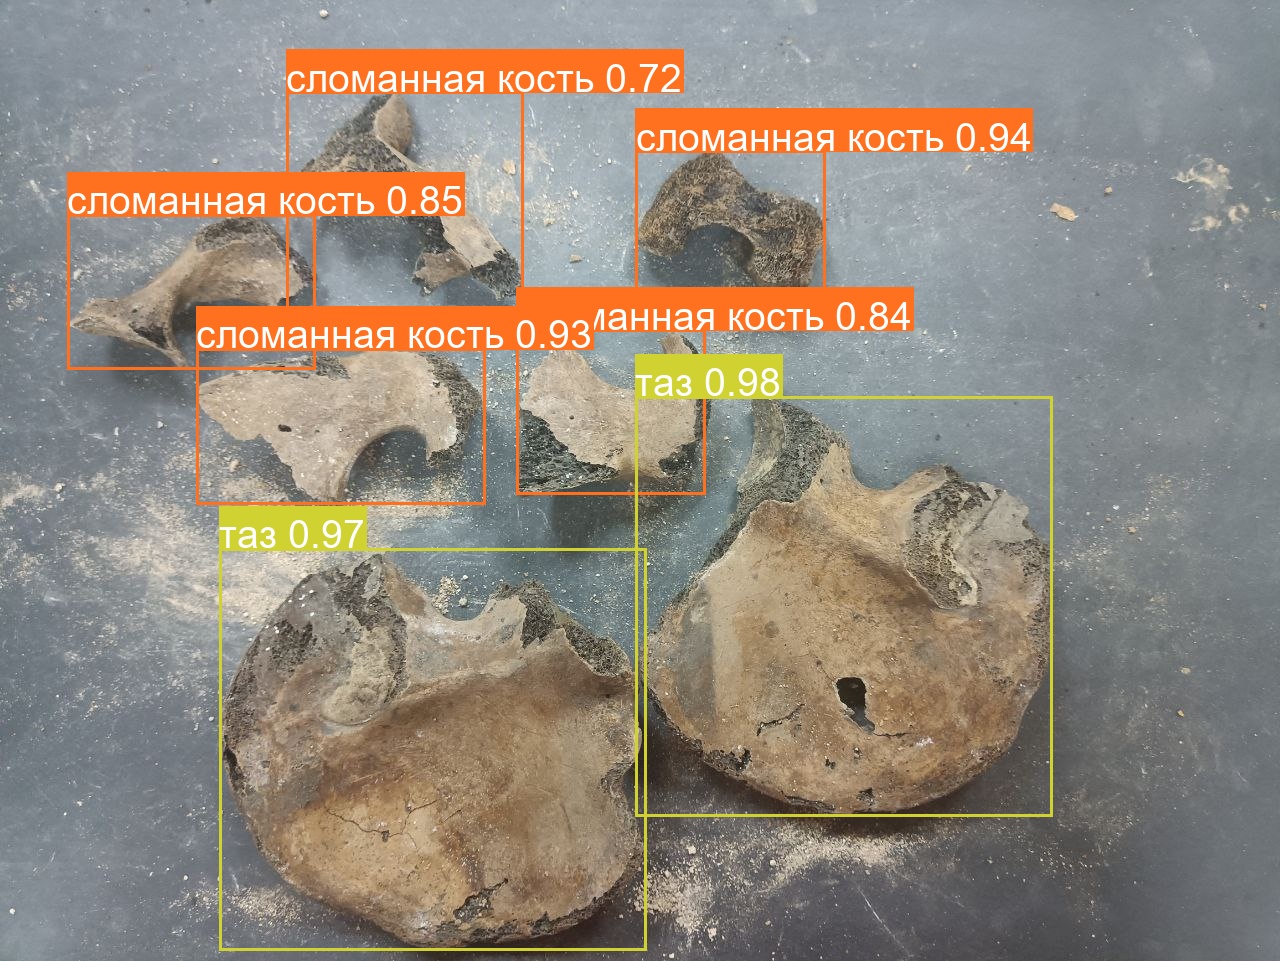 сломанная кость 0.72
сломанная кость 0.94
сломанная кость 0.85
манная кость 0.84
сломанная кость 0.93
таз 0.98
таз 0.97